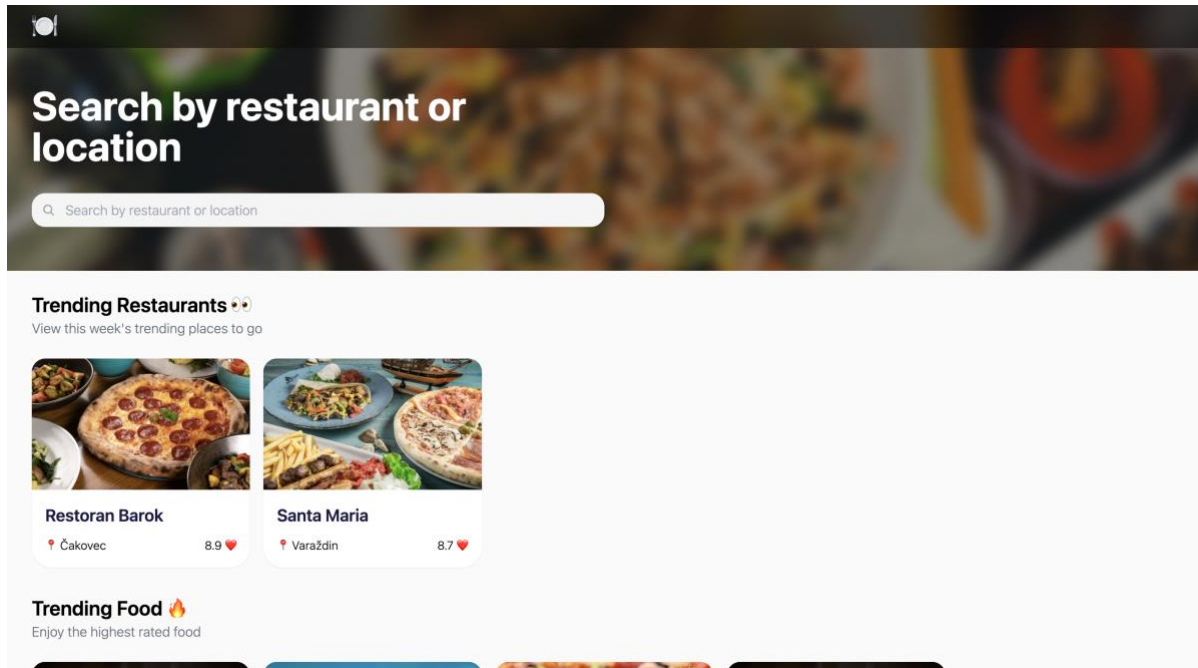 Search by restaurant or
location
Search by restaurant or location
Trending Restaurants 👀
View this week's trending places to go
Restoran Barok
📍 Čakovec 8.9 ❤️
Santa Maria
📍 Varaždin 8.7 ❤️
Trending Food 🔥
Enjoy the highest rated food